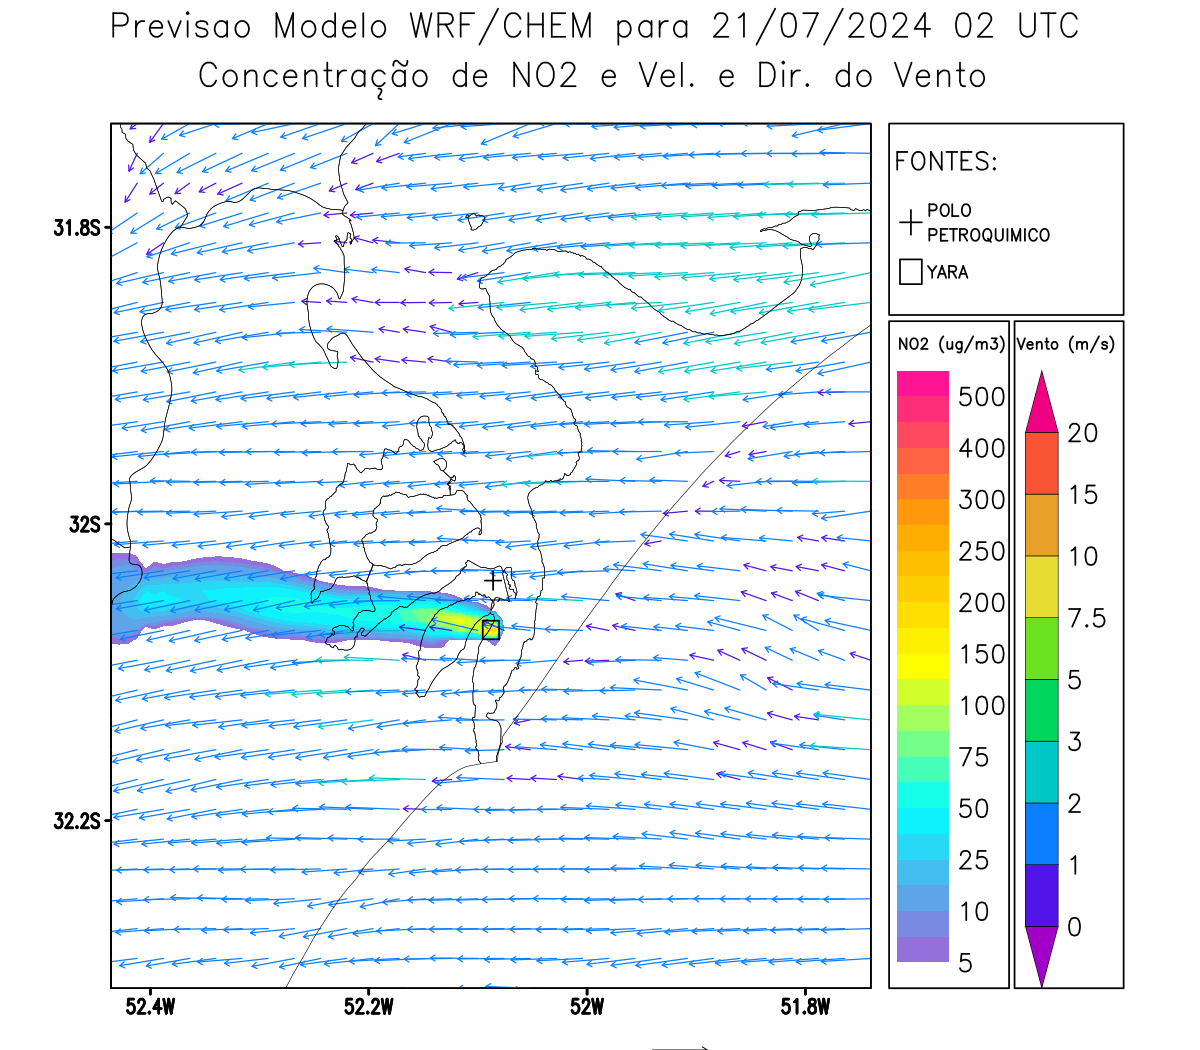 Previsao Modelo WRF/CHEM para 21/07/2024 02 UTC
Concentração de NO2 e Vel. e Dir. do Vento
FONTES:
POLO
PETROQUIMICO
YARA
NO2 (ug/m3)
500
400
300
250
200
150
100
75
50
25
10
5
Vento (m/s)
20
15
10
7.5
5
3
2
1
0
31.8S
32S
32.2S
52.4W
52.2W
52W
51.8W